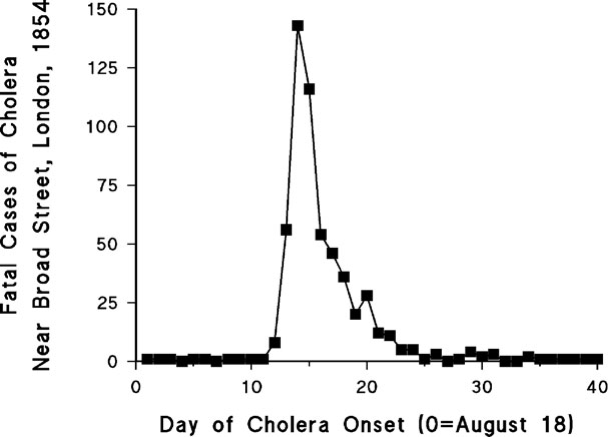 Fatal Cases of Cholera
Near Broad Street, London, 1854
150
125
100
75
50
25
0
0 10 20 30 40
Day of Cholera Onset (0=August 18)